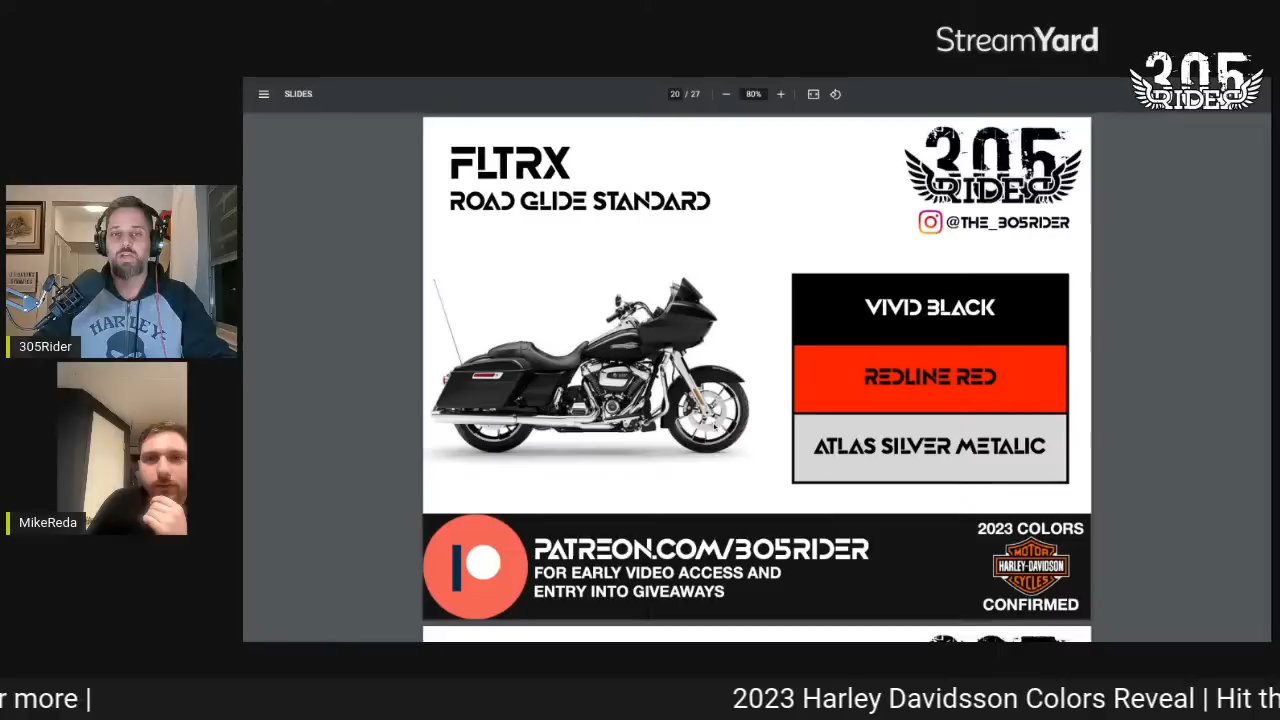 StreamYard
305
RIDER
SLIDES
20 / 27
80%
FLTRX
ROAD GLIDE STANDARD
305
RIDER
@THE_305RIDER
VIVID BLACK
REDLINE RED
ATLAS SILVER METALIC
HARLEY
305Rider
MikeReda
PATREON.COM/305RIDER
FOR EARLY VIDEO ACCESS AND
ENTRY INTO GIVEAWAYS
2023 COLORS
MOTOR
HARLEY-DAVIDSON
CYCLES
CONFIRMED
r more |
2023 Harley Davidsson Colors Reveal | Hit th